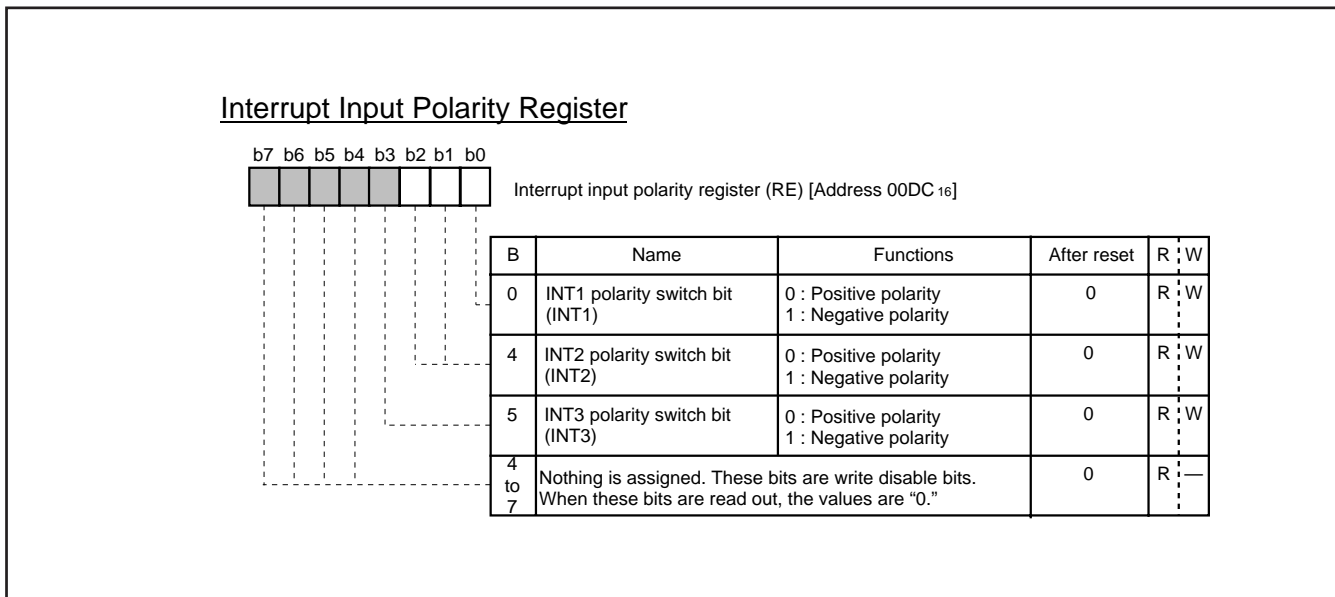 Interrupt Input Polarity Register
b7 b6 b5 b4 b3 b2 b1 b0
Interrupt input polarity register (RE) [Address 00DC 16]
B Name Functions After reset R W
0 INT1 polarity switch bit 0 : Positive polarity 0 R W
(INT1) 1 : Negative polarity
4 INT2 polarity switch bit 0 : Positive polarity 0 R W
(INT2) 1 : Negative polarity
5 INT3 polarity switch bit 0 : Positive polarity 0 R W
(INT3) 1 : Negative polarity
4
to
7
Nothing is assigned. These bits are write disable bits. 0 R —
When these bits are read out, the values are “0.”